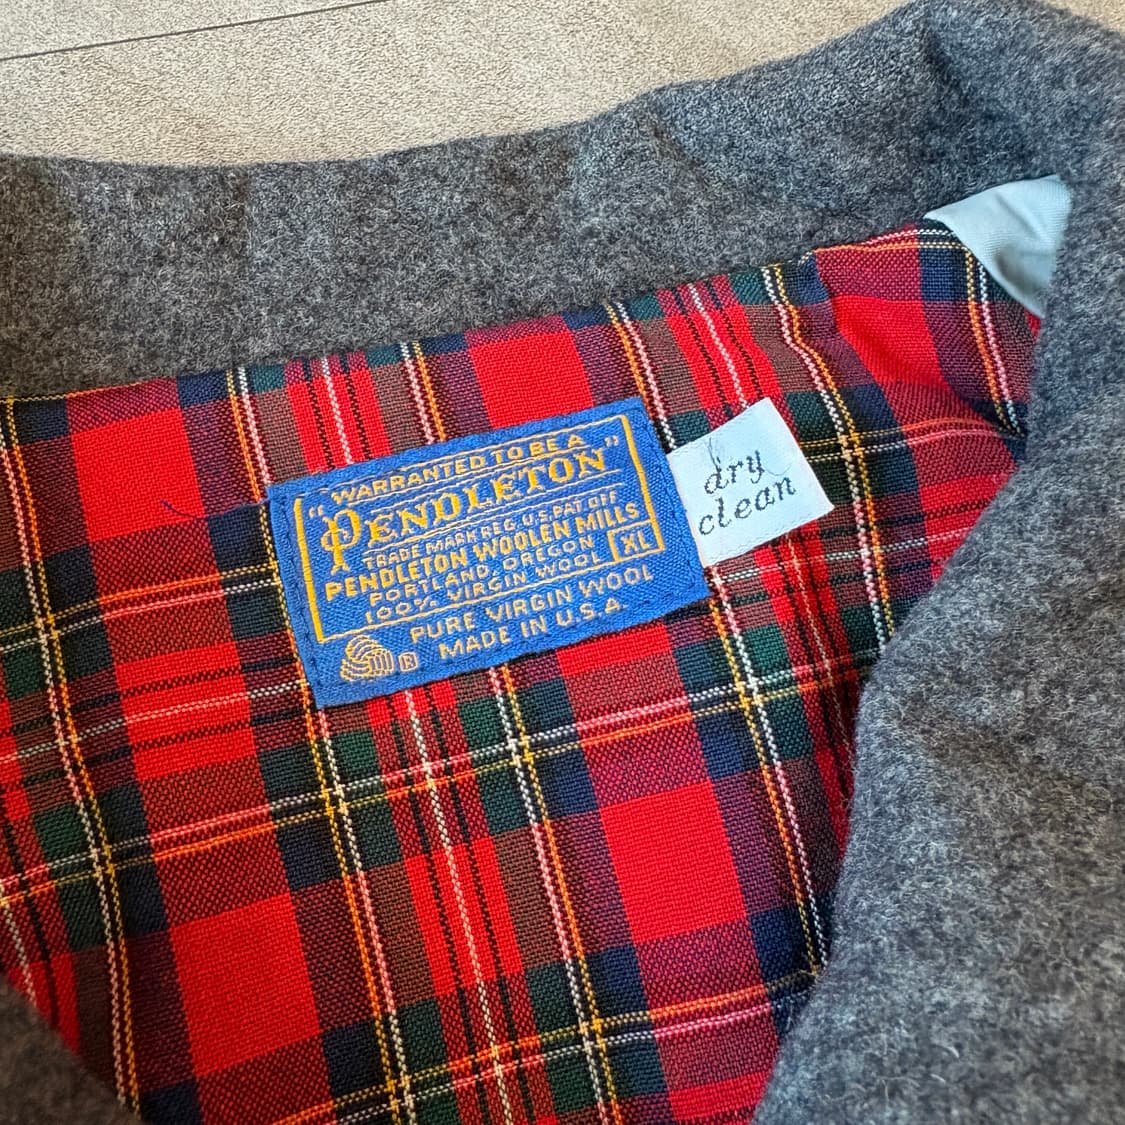 "WARRANTED TO BE A
PENDLETON"
TRADE MARK REG. U.S. PAT. OFF
PENDLETON WOOLEN MILLS
PORTLAND, OREGON
100% VIRGIN WOOL
XL
PURE VIRGIN WOOL
® MADE IN U.S.A.
dry
clean